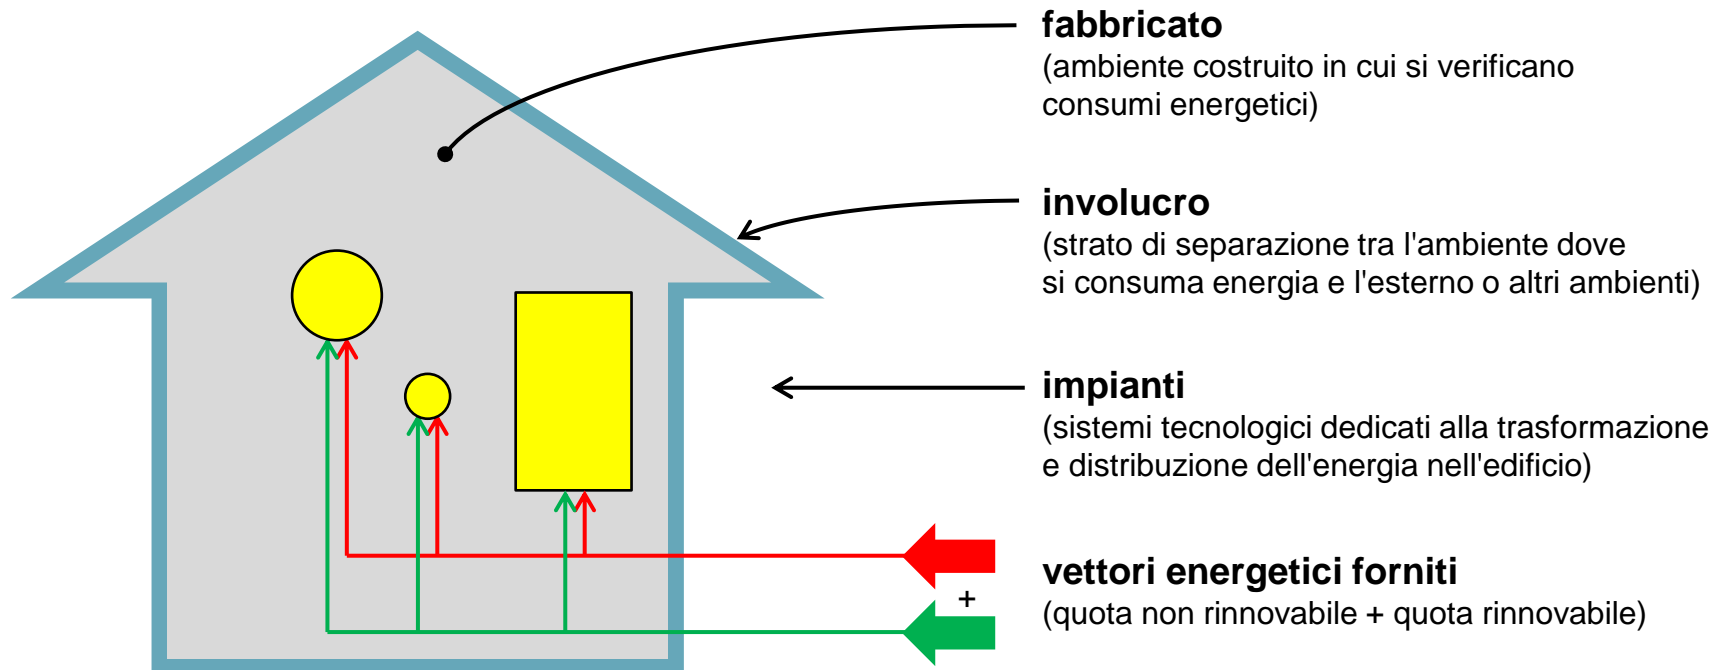 fabbricato
(ambiente costruito in cui si verificano
consumi energetici)
involucro
(strato di separazione tra l'ambiente dove
si consuma energia e l'esterno o altri ambienti)
impianti
(sistemi tecnologici dedicati alla trasformazione
e distribuzione dell'energia nell'edificio)
vettori energetici forniti
(quota non rinnovabile + quota rinnovabile)
+